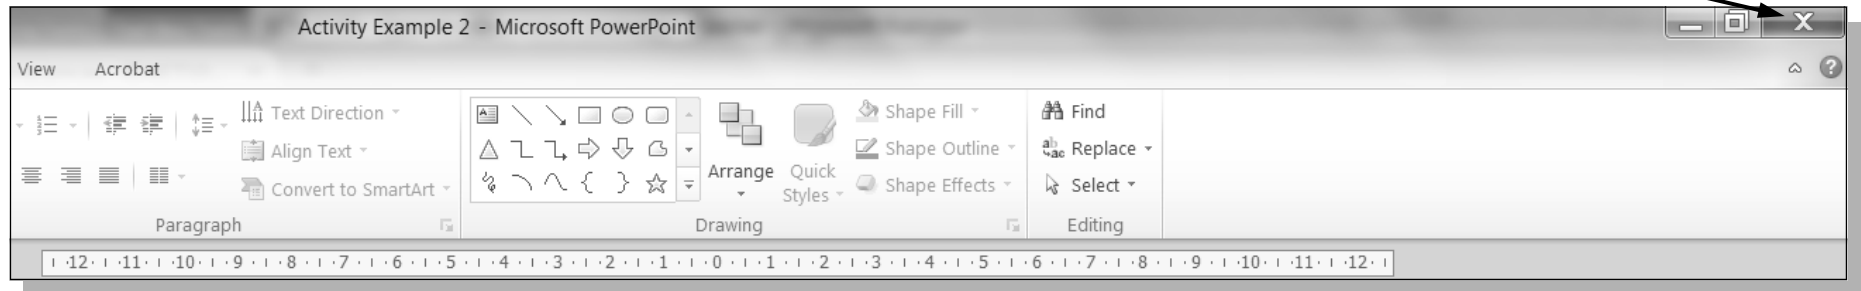 Activity Example 2 - Microsoft PowerPoint
View Acrobat
Text Direction
Align Text
Convert to SmartArt
Paragraph
Arrange
Quick Styles
Shape Fill
Shape Outline
Shape Effects
Drawing
Find
Replace
Select
Editing
12 11 10 9 8 7 6 5 4 3 2 1 0 1 2 3 4 5 6 7 8 9 10 11 12